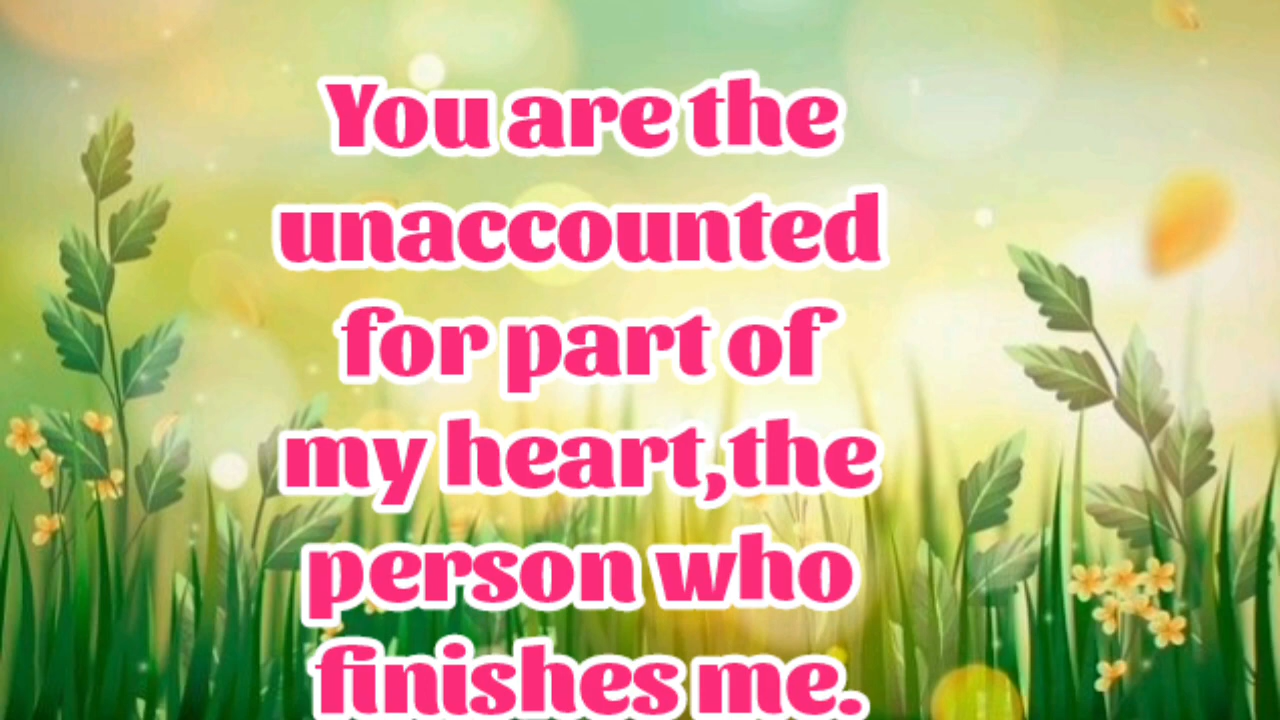 You are the
unaccounted
for part of
my heart,the
person who
finishes me.